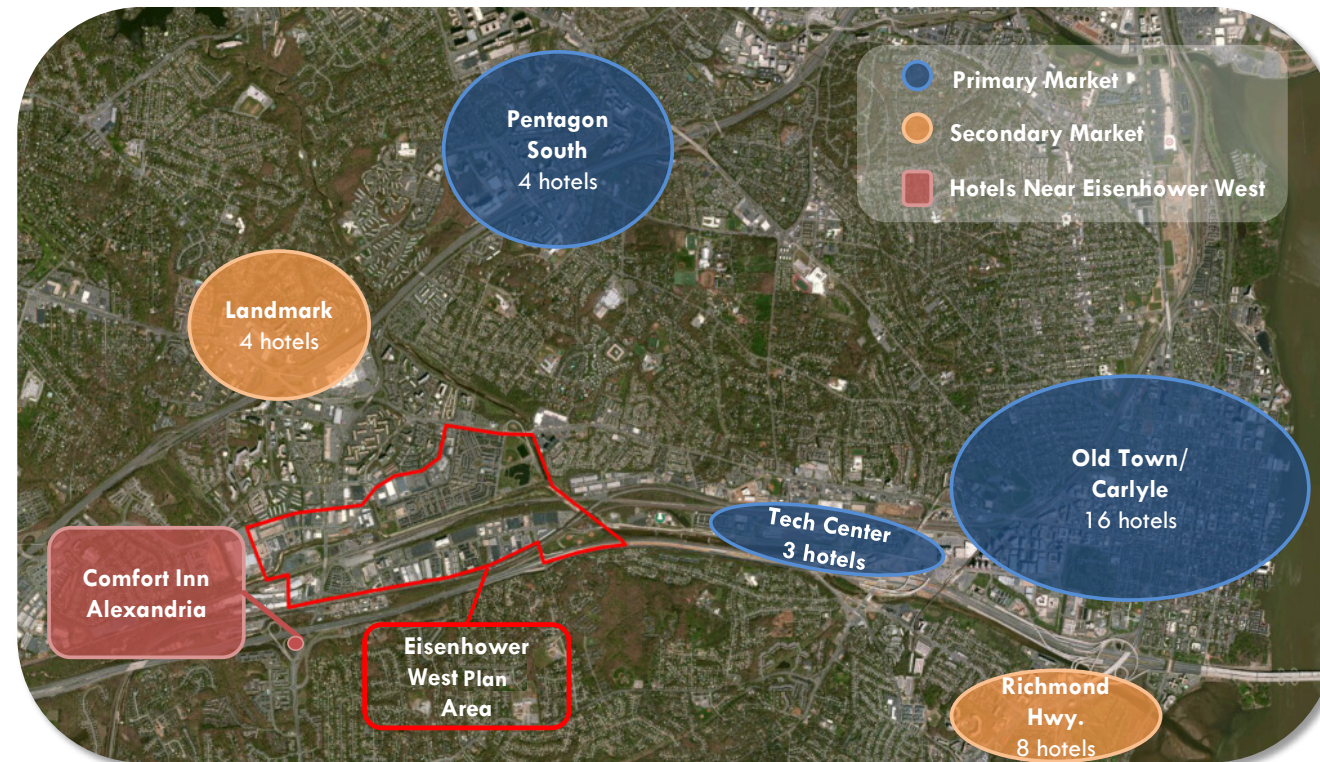 Pentagon
South
4 hotels
Primary Market
Secondary Market
Hotels Near Eisenhower West
Landmark
4 hotels
Old Town/
Carlyle
16 hotels
Tech Center
3 hotels
Comfort Inn
Alexandria
Eisenhower
West Plan
Area
Richmond
Hwy.
8 hotels